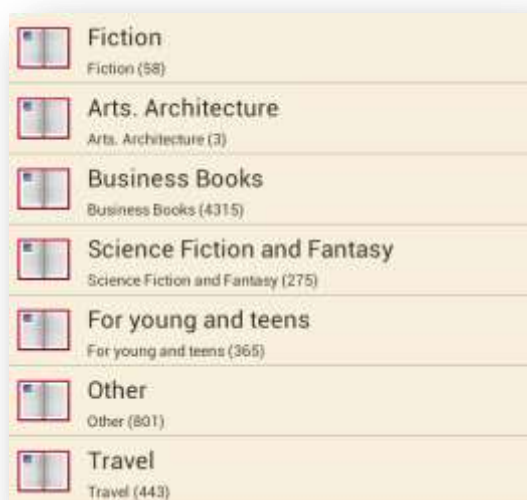 Fiction
Fiction (58)
Arts. Architecture
Arts. Architecture (3)
Business Books
Business Books (4315)
Science Fiction and Fantasy
Science Fiction and Fantasy (275)
For young and teens
For young and teens (365)
Other
Other (801)
Travel
Travel (443)